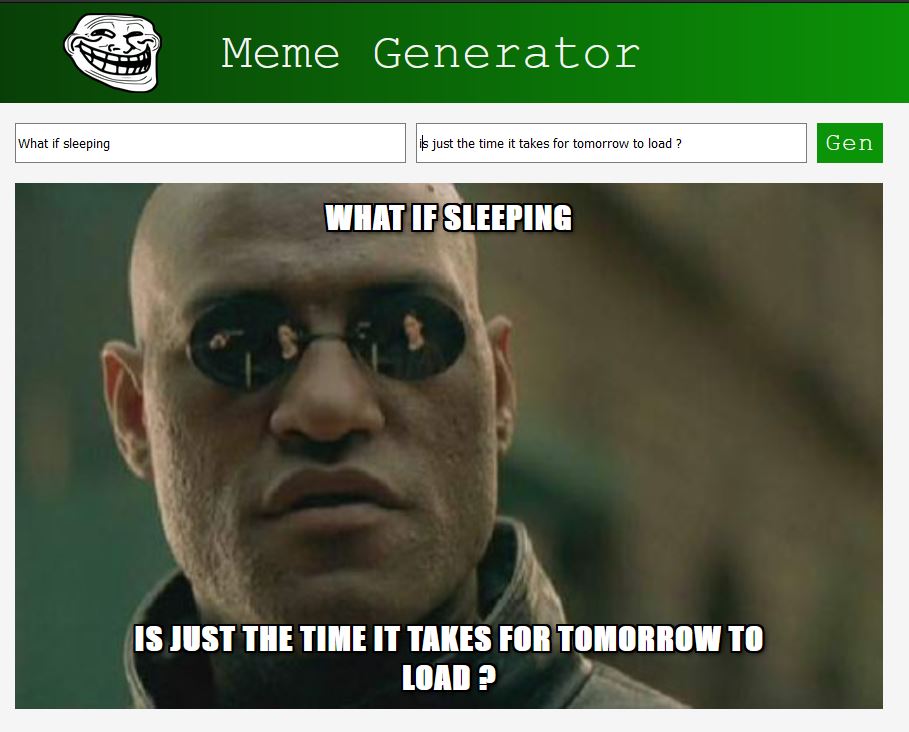 Meme Generator
What if sleeping
is just the time it takes for tomorrow to load ?
Gen
WHAT IF SLEEPING
IS JUST THE TIME IT TAKES FOR TOMORROW TO
LOAD ?